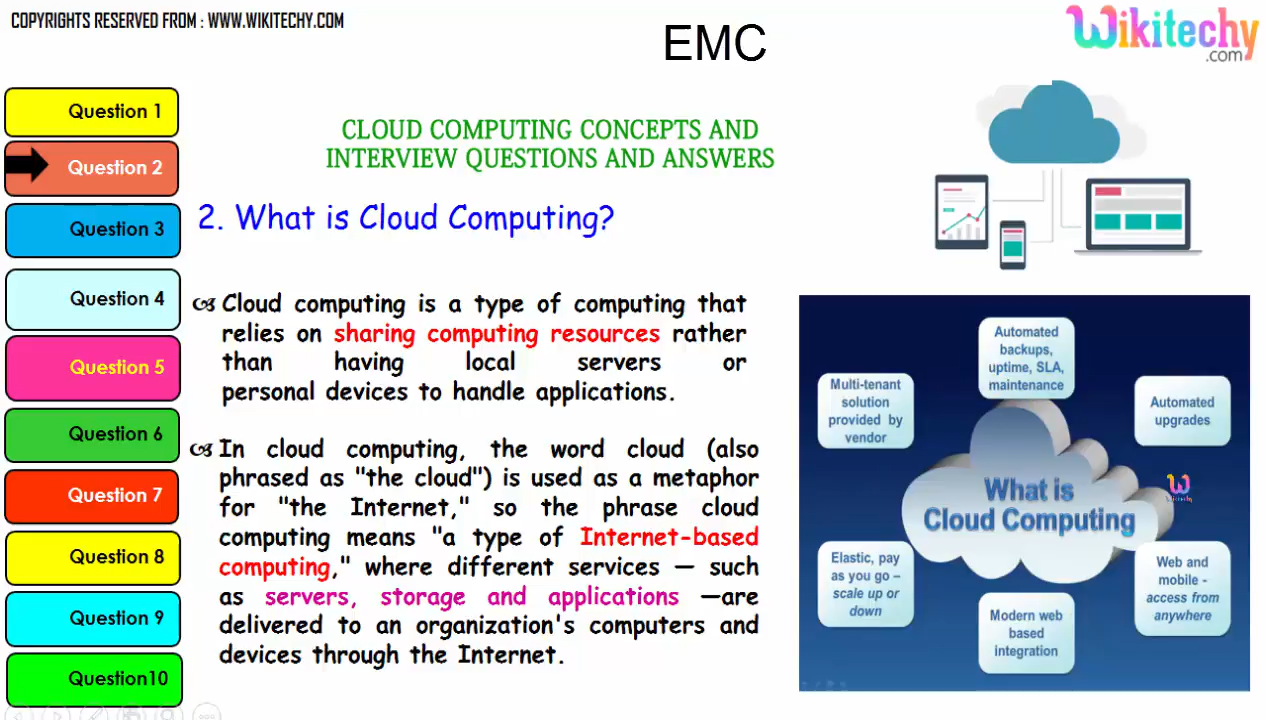 COPYRIGHTS RESERVED FROM : WWW.WIKITECHY.COM
EMC
Wikitechy
.com
Question 1
Question 2
Question 3
Question 4
Question 5
Question 6
Question 7
Question 8
Question 9
Question10
CLOUD COMPUTING CONCEPTS AND
INTERVIEW QUESTIONS AND ANSWERS
2. What is Cloud Computing?
Cloud computing is a type of computing that
relies on sharing computing resources rather
than having local servers or
personal devices to handle applications.
In cloud computing, the word cloud (also
phrased as "the cloud") is used as a metaphor
for "the Internet," so the phrase cloud
computing means "a type of Internet-based
computing," where different services — such
as servers, storage and applications —are
delivered to an organization's computers and
devices through the Internet.
Automated
backups,
uptime, SLA,
maintenance
Multi-tenant
solution
provided by
vendor
Automated
upgrades
What is
Cloud Computing
W
Wikitechy
Elastic, pay
as you go –
scale up or
down
Web and
mobile -
access from
anywhere
Modern web
based
integration